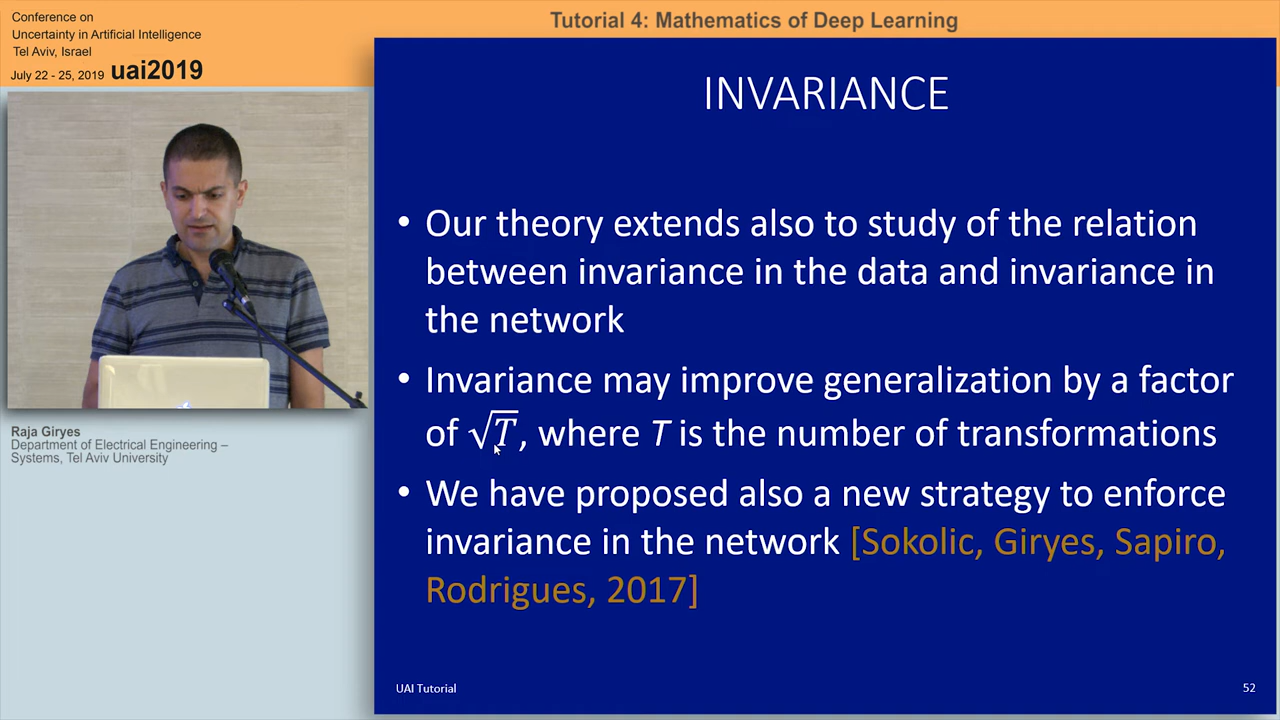 Conference on
Uncertainty in Artificial Intelligence
Tel Aviv, Israel
July 22 - 25, 2019 uai2019
Tutorial 4: Mathematics of Deep Learning
Raja Giryes
Department of Electrical Engineering –
Systems, Tel Aviv University
INVARIANCE
• Our theory extends also to study of the relation
between invariance in the data and invariance in
the network
• Invariance may improve generalization by a factor
of √T, where T is the number of transformations
• We have proposed also a new strategy to enforce
invariance in the network [Sokolic, Giryes, Sapiro,
Rodrigues, 2017]
UAI Tutorial
52